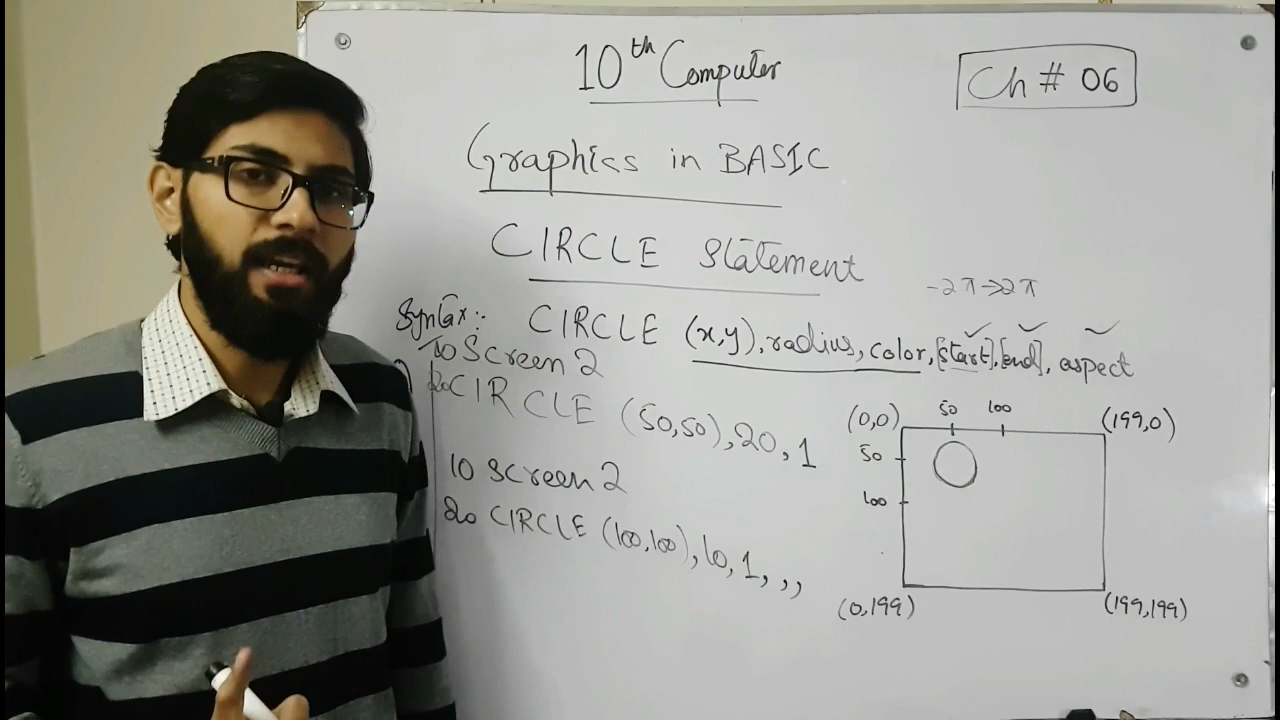 10th Computer
Ch # 06
Graphics in BASIC
CIRCLE Statement
-2π→2π
Syntax: CIRCLE (x,y), radius, color, [start], [end], aspect
10 Screen 2
20 CIRCLE (50,50), 20, 1
10 Screen 2
20 CIRCLE (100,100), 10, 1, , ,
(0,0) 50 100 (199,0)
50
100
(0,199) (199,199)